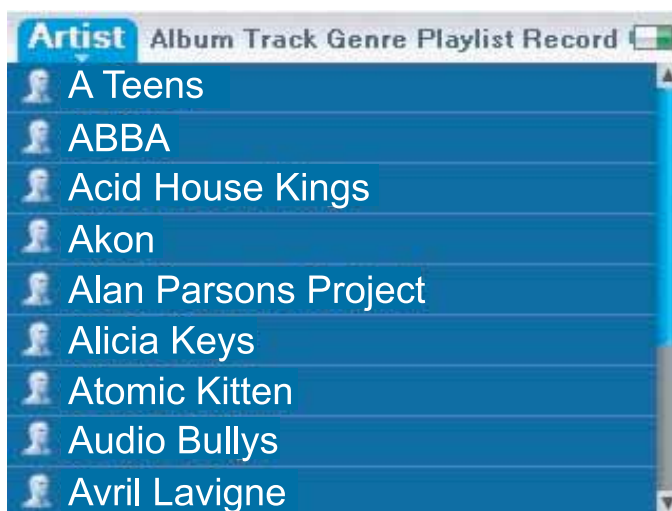 Artist Album Track Genre Playlist Record
A Teens
ABBA
Acid House Kings
Akon
Alan Parsons Project
Alicia Keys
Atomic Kitten
Audio Bullys
Avril Lavigne